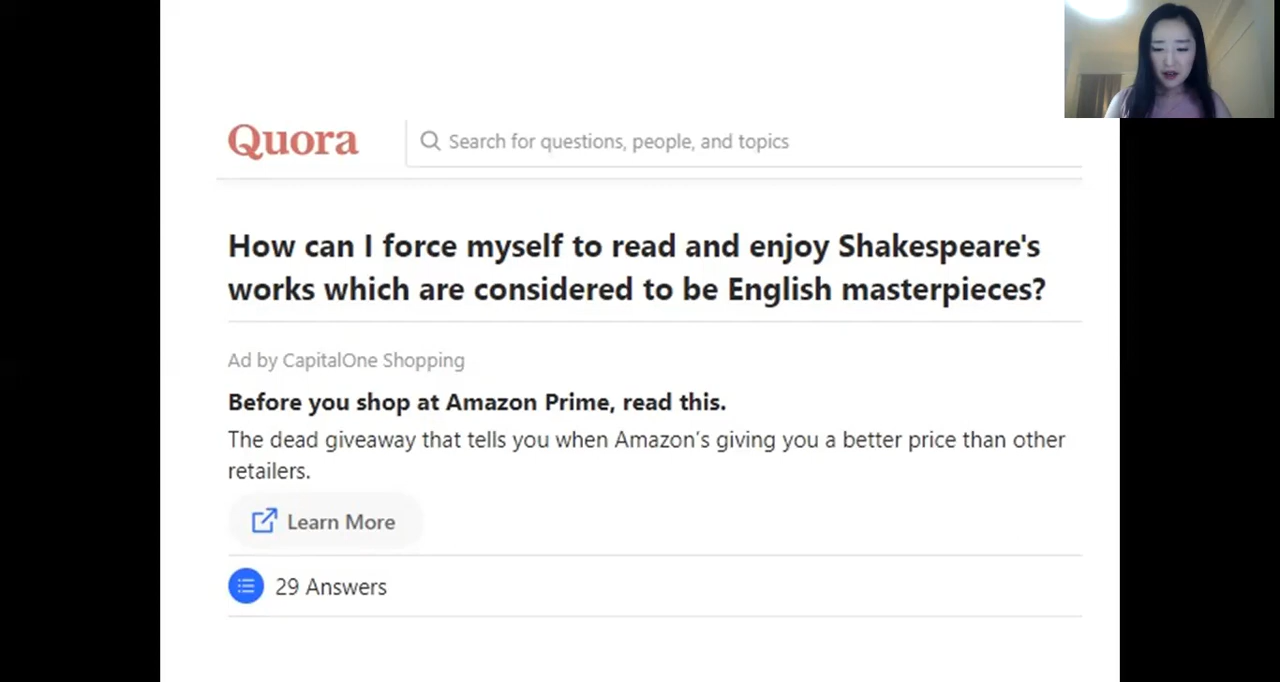 Quora
Search for questions, people, and topics
How can I force myself to read and enjoy Shakespeare's
works which are considered to be English masterpieces?
Ad by CapitalOne Shopping
Before you shop at Amazon Prime, read this.
The dead giveaway that tells you when Amazon's giving you a better price than other
retailers.
Learn More
29 Answers